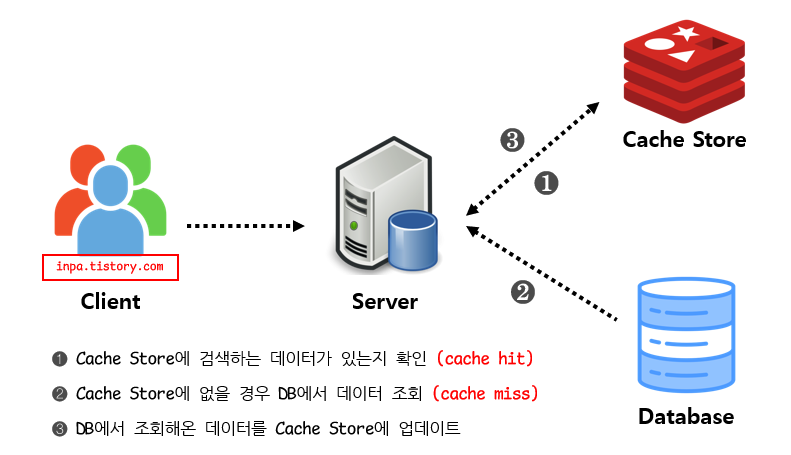 ❸
Cache Store
❶
inpa.tistory.com
Client
Server
❷
Database
❶ Cache Store에 검색하는 데이터가 있는지 확인 (cache hit)
❷ Cache Store에 없을 경우 DB에서 데이터 조회 (cache miss)
❸ DB에서 조회해온 데이터를 Cache Store에 업데이트